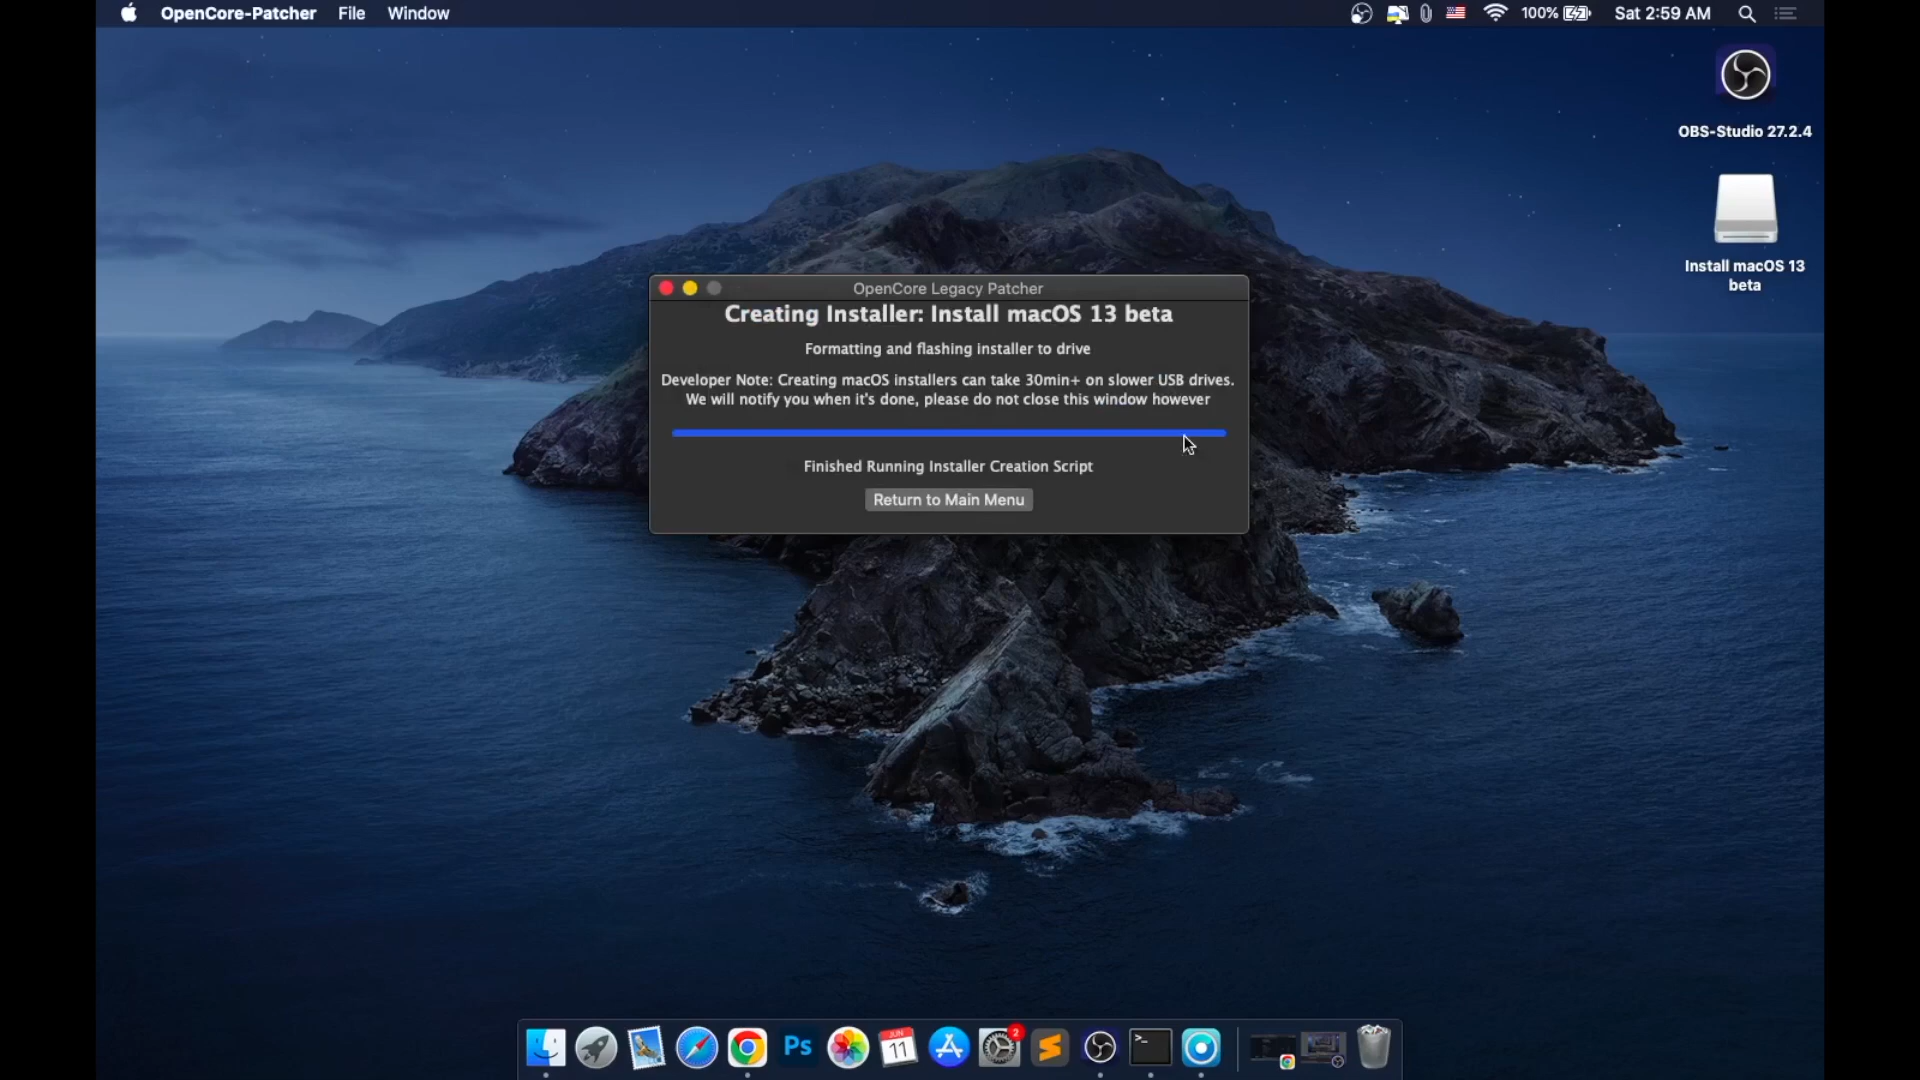 OpenCore-Patcher File Window
100% Sat 2:59 AM
OBS-Studio 27.2.4
Install macOS 13
beta
OpenCore Legacy Patcher
Creating Installer: Install macOS 13 beta
Formatting and flashing installer to drive
Developer Note: Creating macOS installers can take 30min+ on slower USB drives.
We will notify you when it's done, please do not close this window however
Finished Running Installer Creation Script
Return to Main Menu
Ps
JUN
11
2
>_